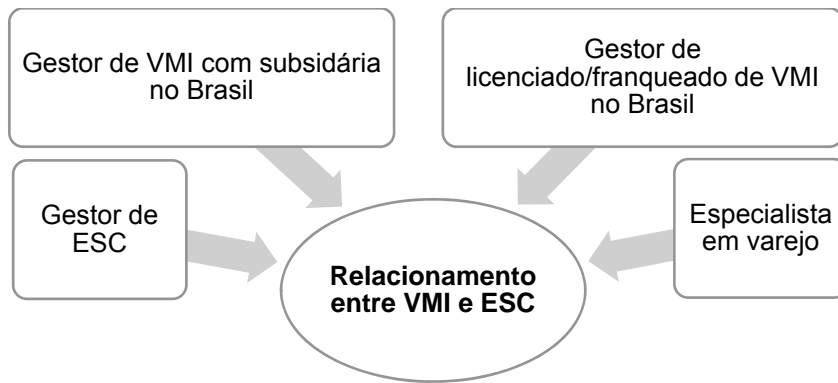 Gestor de VMI com subsidária
no Brasil
Gestor de
licenciado/franqueado de VMI
no Brasil
Gestor de
ESC
Especialista
em varejo
Relacionamento
entre VMI e ESC